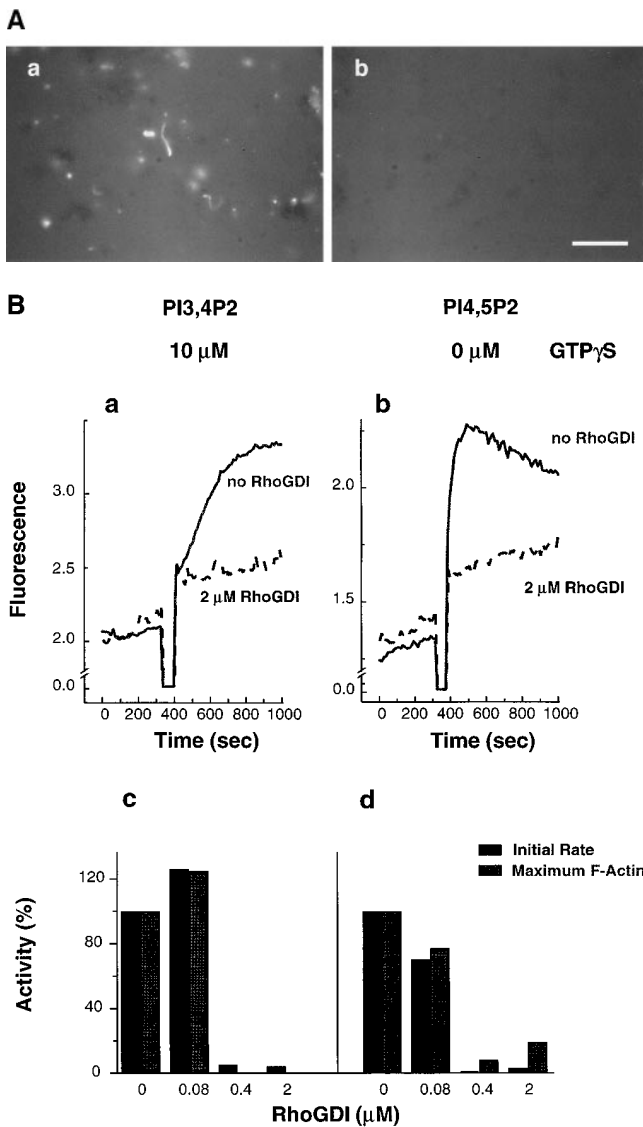 A
a
b
B
PI3,4P2
PI4,5P2
10 μM
0 μM
GTPγS
a
b
Fluorescence
3.0
2.5
2.0
0.0
no RhoGDI
2 μM RhoGDI
0 200 400 600 800 1000
Time (sec)
2.0
1.5
0.0
no RhoGDI
2 μM RhoGDI
0 200 400 600 800 1000
Time (sec)
c
d
Initial Rate
Maximum F-Actin
Activity (%)
120
80
40
0
0 0.08 0.4 2
0 0.08 0.4 2
RhoGDI (μM)